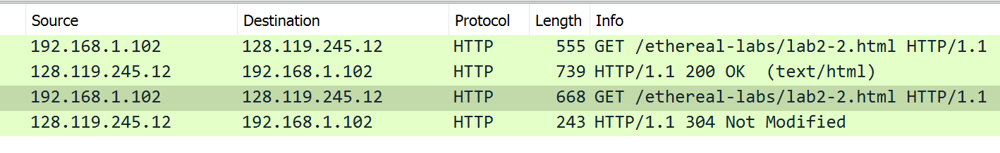 Source Destination Protocol Length Info
192.168.1.102 128.119.245.12 HTTP 555 GET /ethereal-labs/lab2-2.html HTTP/1.1
128.119.245.12 192.168.1.102 HTTP 739 HTTP/1.1 200 OK  (text/html)
192.168.1.102 128.119.245.12 HTTP 668 GET /ethereal-labs/lab2-2.html HTTP/1.1
128.119.245.12 192.168.1.102 HTTP 243 HTTP/1.1 304 Not Modified